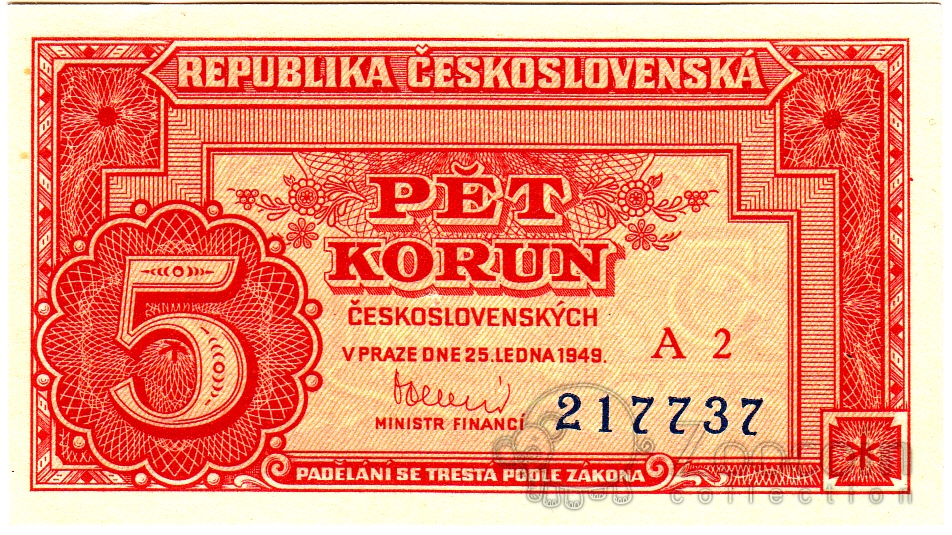 REPUBLIKA ČESKOSLOVENSKÁ
PĚT
KORUN
ČESKOSLOVENSKÝCH
V PRAZE DNE 25. LEDNA 1949.
A 2
5
MINISTR FINANCÍ
217737
PADĚLÁNÍ SE TRESTÁ PODLE ZÁKONA
collection